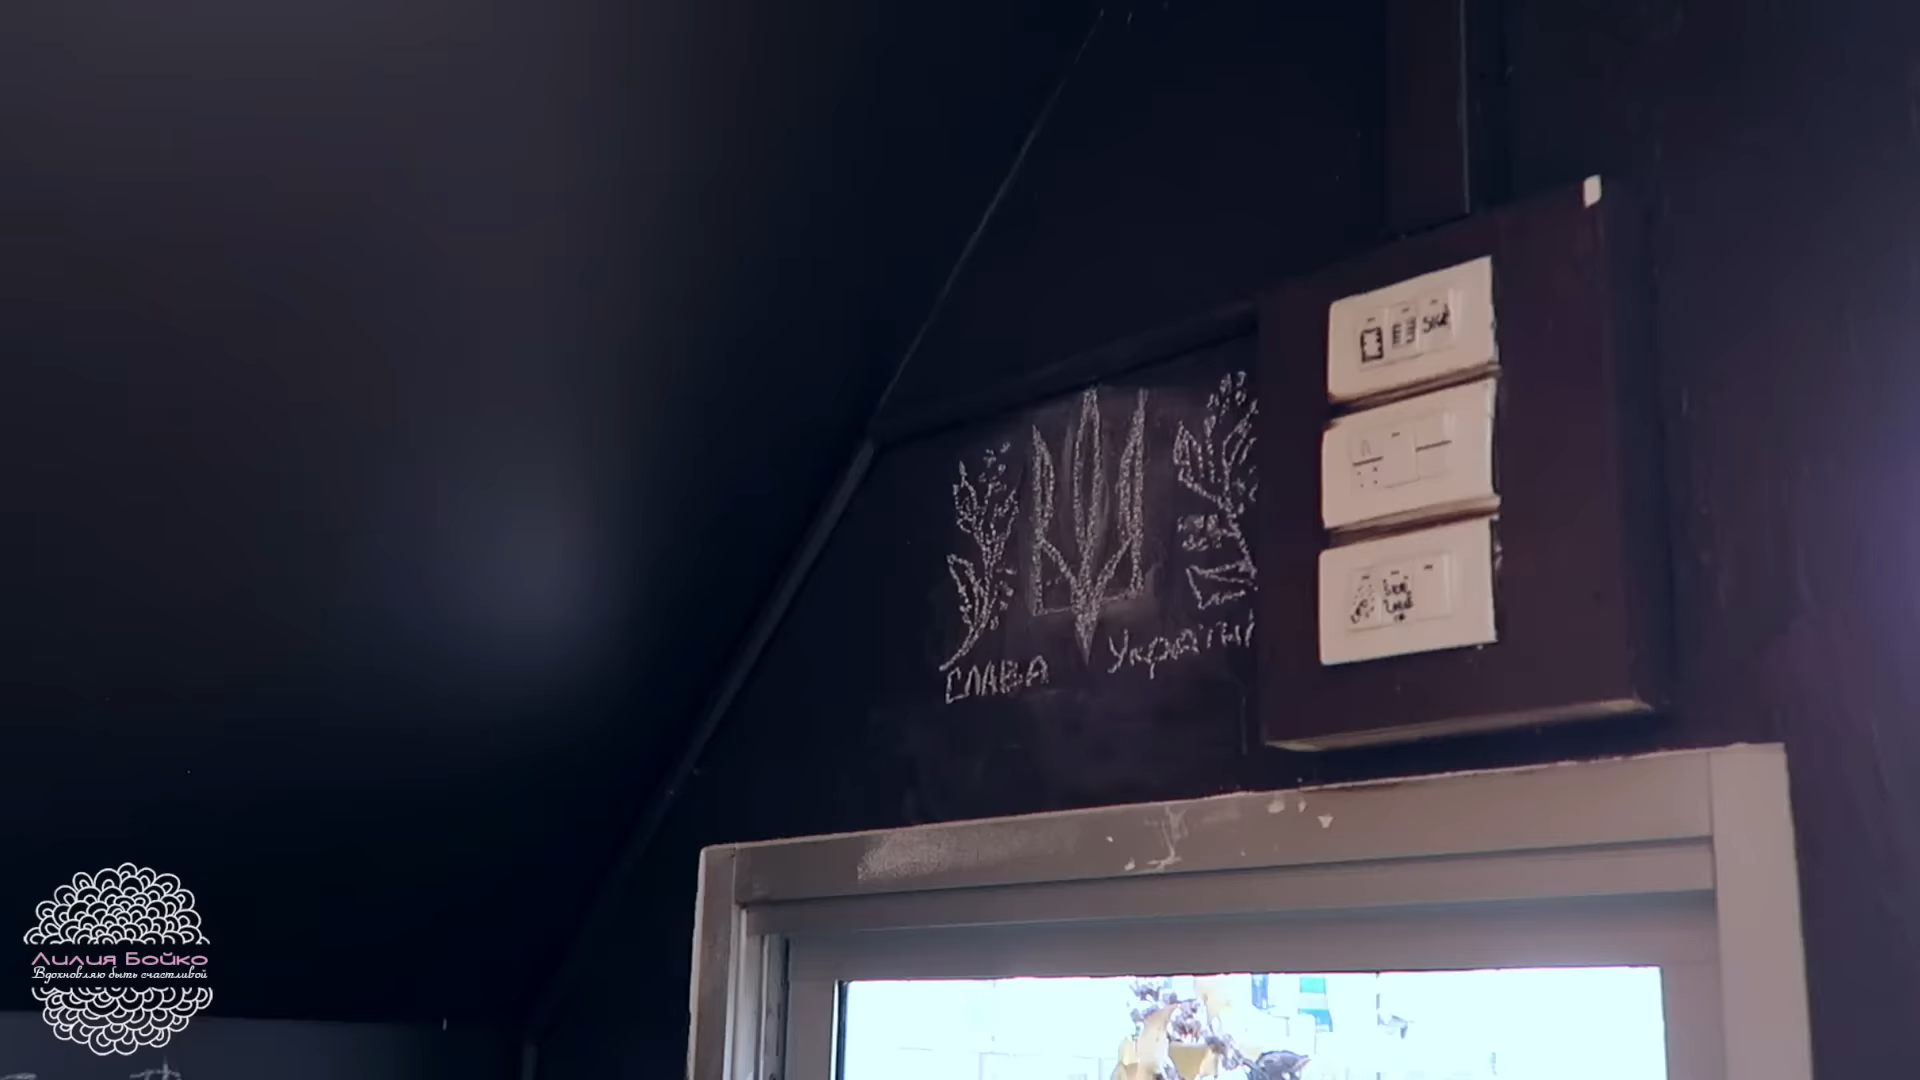 СЛАВА Україні
Лилия Бойко
Вдохновляю быть счастливой